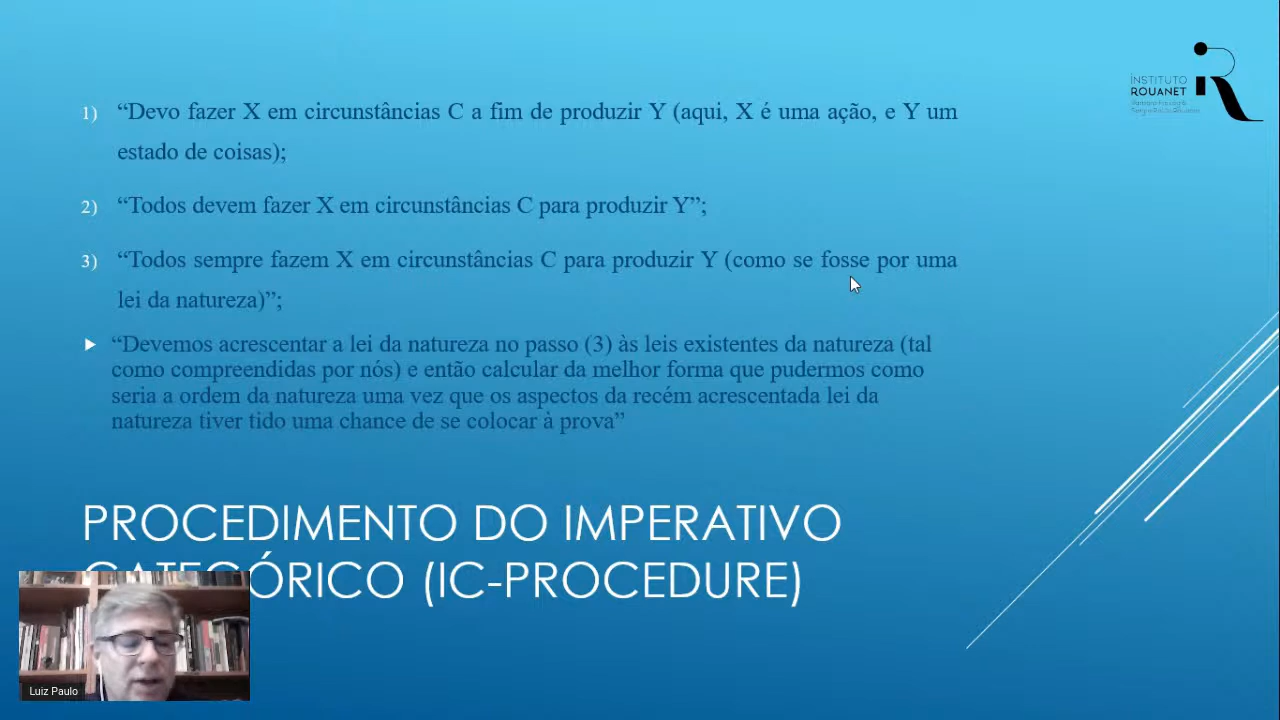 INSTITUTO
ROUANET
1) “Devo fazer X em circunstâncias C a fim de produzir Y (aqui, X é uma ação, e Y um
estado de coisas);
2) “Todos devem fazer X em circunstâncias C para produzir Y”;
3) “Todos sempre fazem X em circunstâncias C para produzir Y (como se fosse por uma
lei da natureza)”;
“Devemos acrescentar a lei da natureza no passo (3) às leis existentes da natureza (tal
como compreendidas por nós) e então calcular da melhor forma que pudermos como
seria a ordem da natureza uma vez que os aspectos da recém acrescentada lei da
natureza tiver tido uma chance de se colocar à prova”
PROCEDIMENTO DO IMPERATIVO
CATEGÓRICO (IC-PROCEDURE)
Luiz Paulo